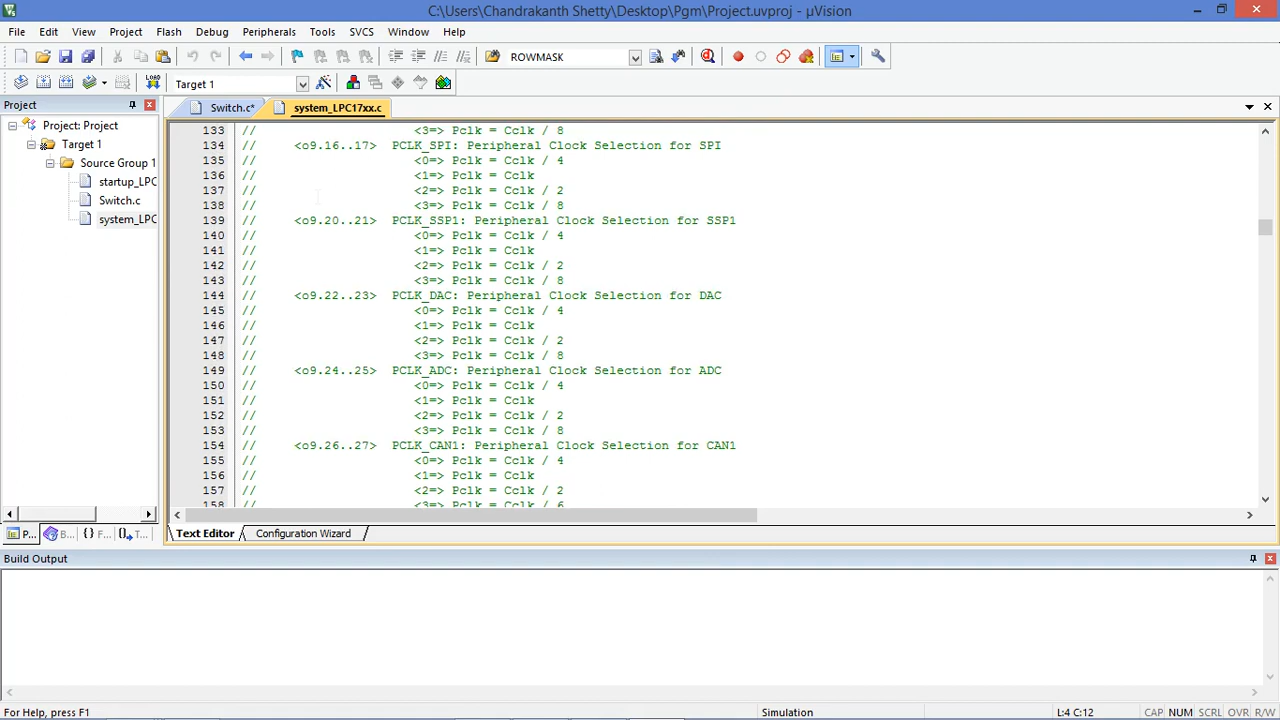 C:\Users\Chandrakanth Shetty\Desktop\Pgm\Project.uvproj - µVision
File Edit View Project Flash Debug Peripherals Tools SVCS Window Help
ROWMASK
LOAD Target 1
Project
Switch.c* system_LPC17xx.c
Project: Project
Target 1
Source Group 1
startup_LPC
Switch.c
system_LPC
133 // <3=> Pclk = Cclk / 8
134 // <o9.16..17> PCLK_SPI: Peripheral Clock Selection for SPI
135 // <0=> Pclk = Cclk / 4
136 // <1=> Pclk = Cclk
137 // <2=> Pclk = Cclk / 2
138 // <3=> Pclk = Cclk / 8
139 // <o9.20..21> PCLK_SSP1: Peripheral Clock Selection for SSP1
140 // <0=> Pclk = Cclk / 4
141 // <1=> Pclk = Cclk
142 // <2=> Pclk = Cclk / 2
143 // <3=> Pclk = Cclk / 8
144 // <o9.22..23> PCLK_DAC: Peripheral Clock Selection for DAC
145 // <0=> Pclk = Cclk / 4
146 // <1=> Pclk = Cclk
147 // <2=> Pclk = Cclk / 2
148 // <3=> Pclk = Cclk / 8
149 // <o9.24..25> PCLK_ADC: Peripheral Clock Selection for ADC
150 // <0=> Pclk = Cclk / 4
151 // <1=> Pclk = Cclk
152 // <2=> Pclk = Cclk / 2
153 // <3=> Pclk = Cclk / 8
154 // <o9.26..27> PCLK_CAN1: Peripheral Clock Selection for CAN1
155 // <0=> Pclk = Cclk / 4
156 // <1=> Pclk = Cclk
157 // <2=> Pclk = Cclk / 2
158 // <3=> Pclk = Cclk / 6
P... B... {} F... 0 T...
Text Editor Configuration Wizard
Build Output
For Help, press F1 Simulation L:4 C:12 CAP NUM SCRL OVR R/W